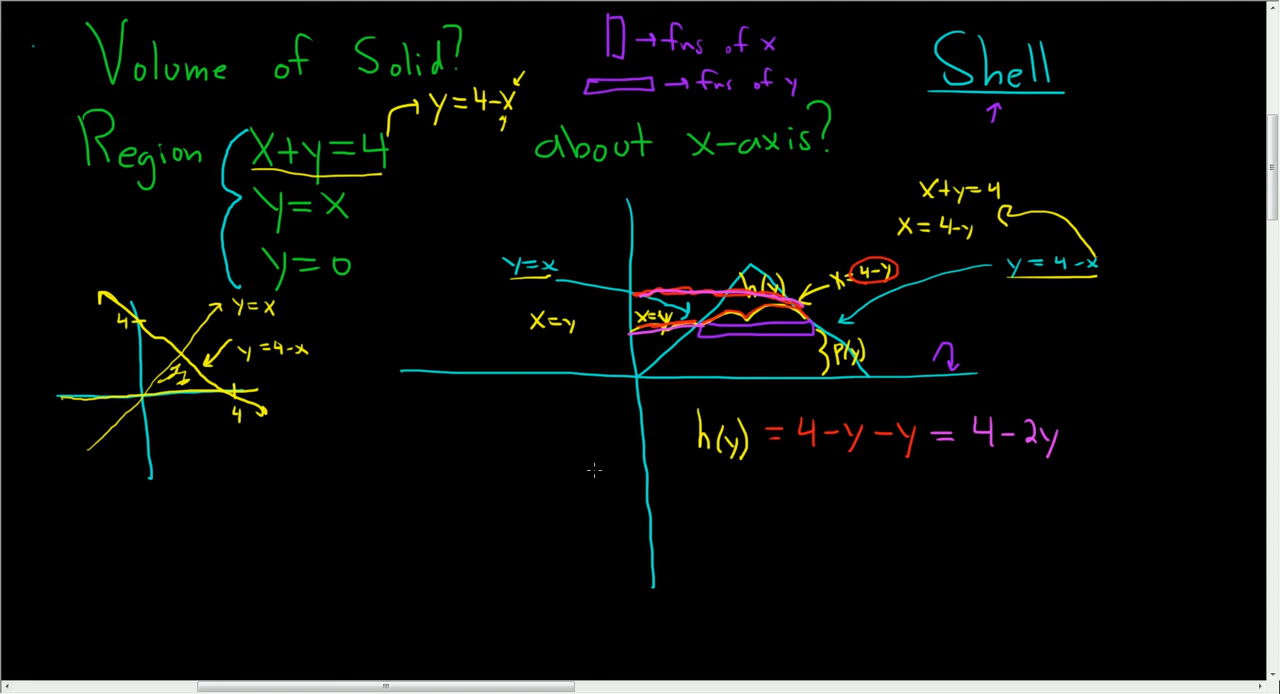 Volume of Solid?
→ fns of x
→ fns of y
Shell
y = 4-x
Region
x+y=4
y=x
y=0
about x-axis?
x+y=4
x=4-y
y=x
y=4-x
h(y)
x=4-y
x=y
x=y
p(y)
y=x
4
y=4-x
4
h(y) = 4-y-y = 4-2y